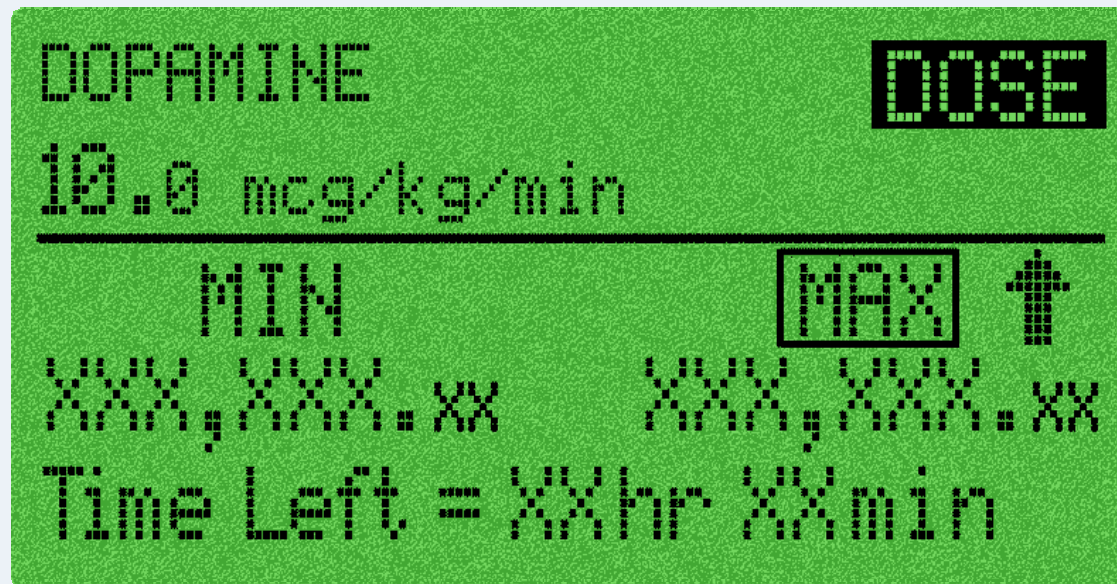 DOPAMINE DOSE
10.0 mcg/kg/min
MIN MAX
XXX,XXX.XX XXX,XXX.XX
Time Left = XXhr XXmin